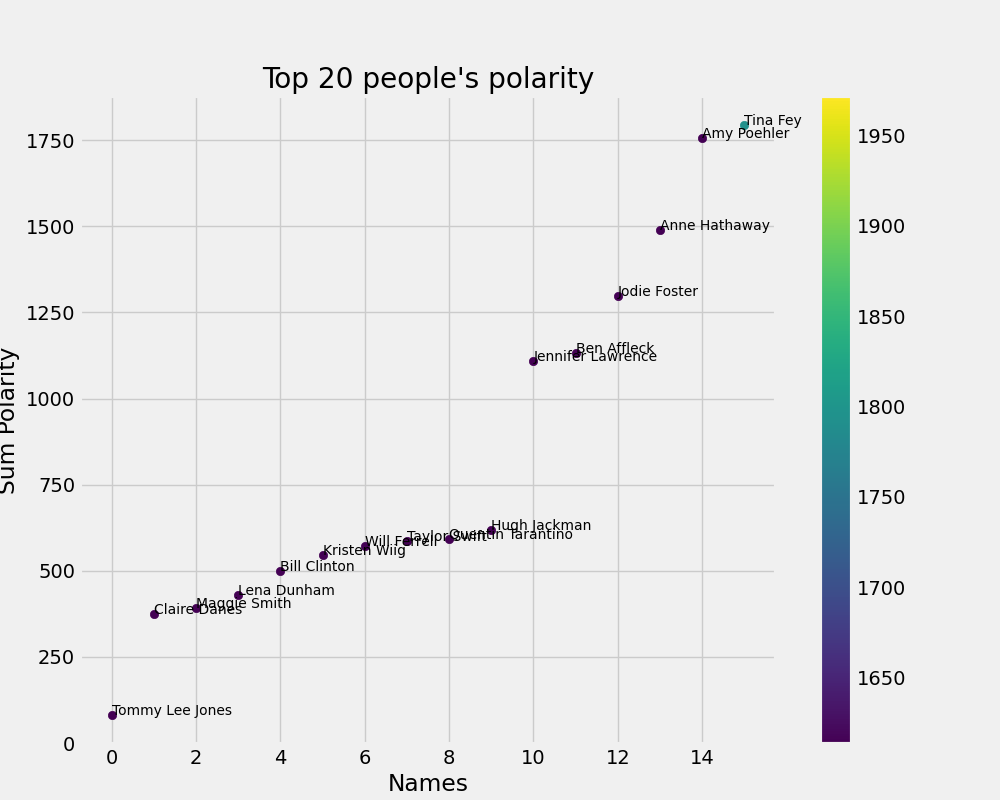 Top 20 people's polarity
Tina Fey
Amy Poehler
Anne Hathaway
Jodie Foster
Ben Affleck
Jennifer Lawrence
Hugh Jackman
Quentin Tarantino
Taylor Swift
Will Ferrell
Kristen Wiig
Bill Clinton
Lena Dunham
Maggie Smith
Claire Danes
Tommy Lee Jones
Sum Polarity
1750
1500
1250
1000
750
500
250
0
0 2 4 6 8 10 12 14
Names
1950
1900
1850
1800
1750
1700
1650